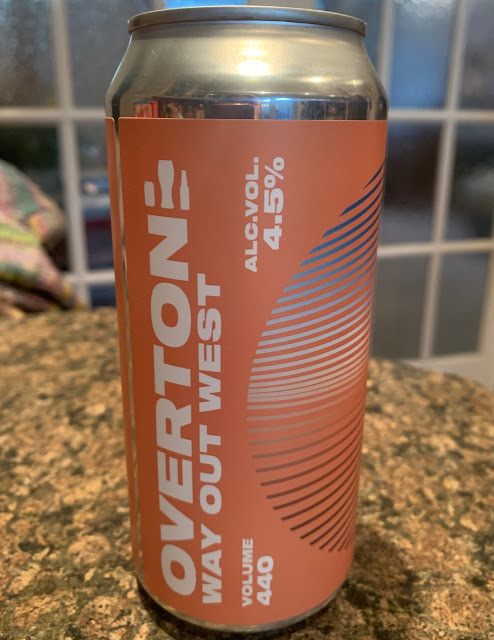 OVERTON
WAY OUT WEST
ALC.VOL.
4.5%
VOLUME
440